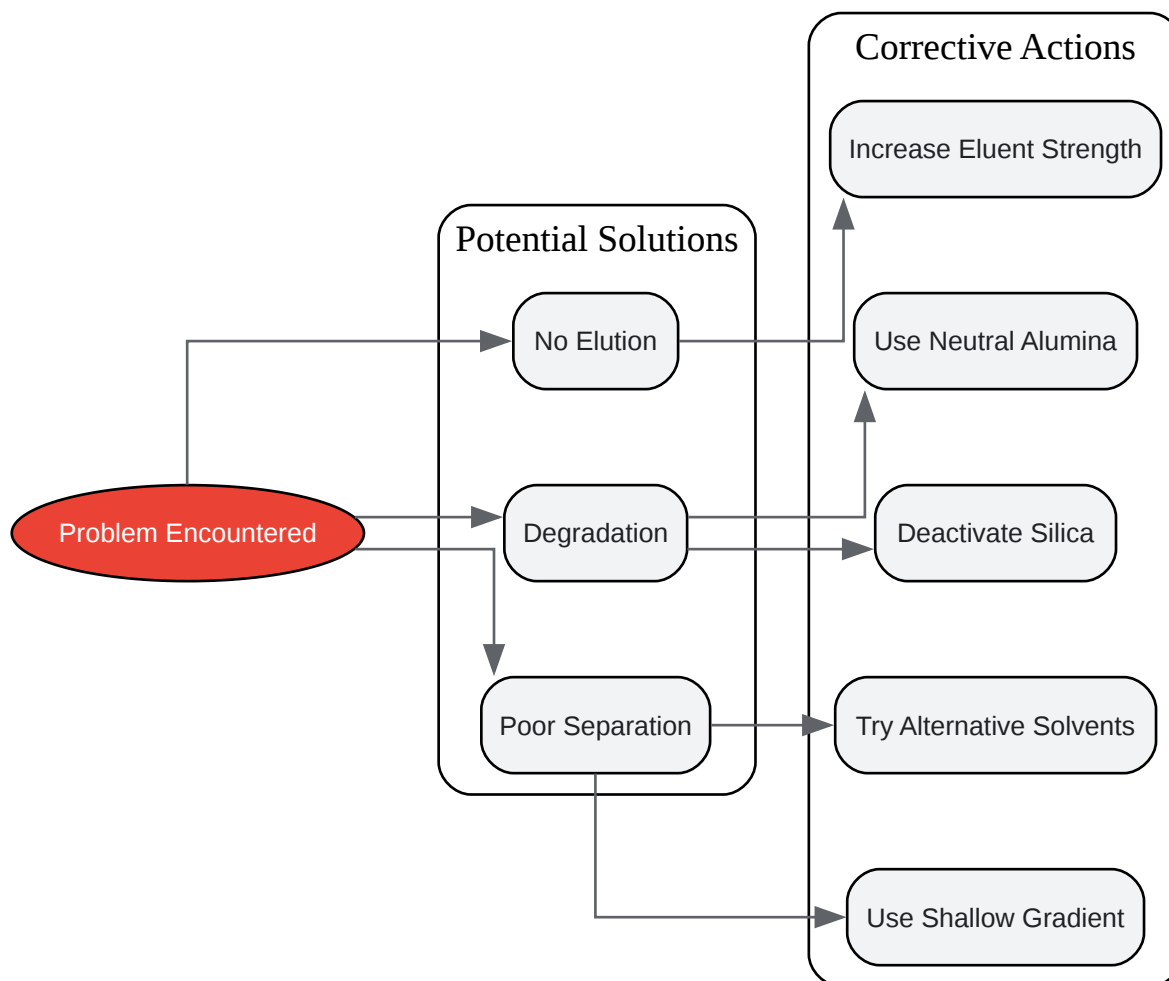 Corrective Actions
Increase Eluent Strength
Potential Solutions
No Elution
Use Neutral Alumina
Problem Encountered
Degradation
Deactivate Silica
Poor Separation
Try Alternative Solvents
Use Shallow Gradient